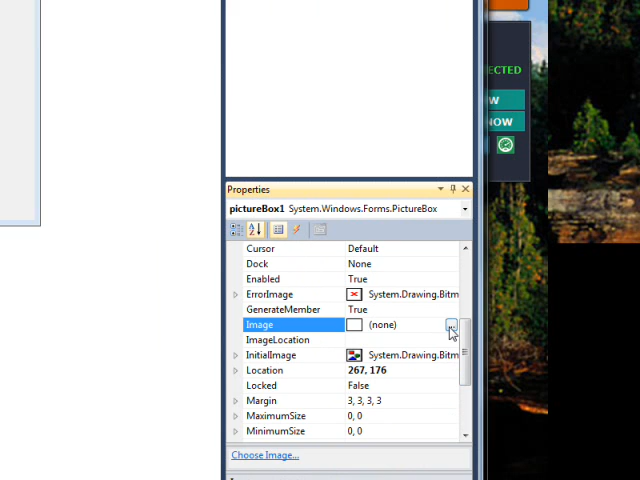 ECTED
W
NOW
Properties
pictureBox1 System.Windows.Forms.PictureBox
Cursor Default
Dock None
Enabled True
ErrorImage System.Drawing.Bitm
GenerateMember True
Image (none) ...
ImageLocation
InitialImage System.Drawing.Bitm
Location 267, 176
Locked False
Margin 3, 3, 3, 3
MaximumSize 0, 0
MinimumSize 0, 0
Choose Image...